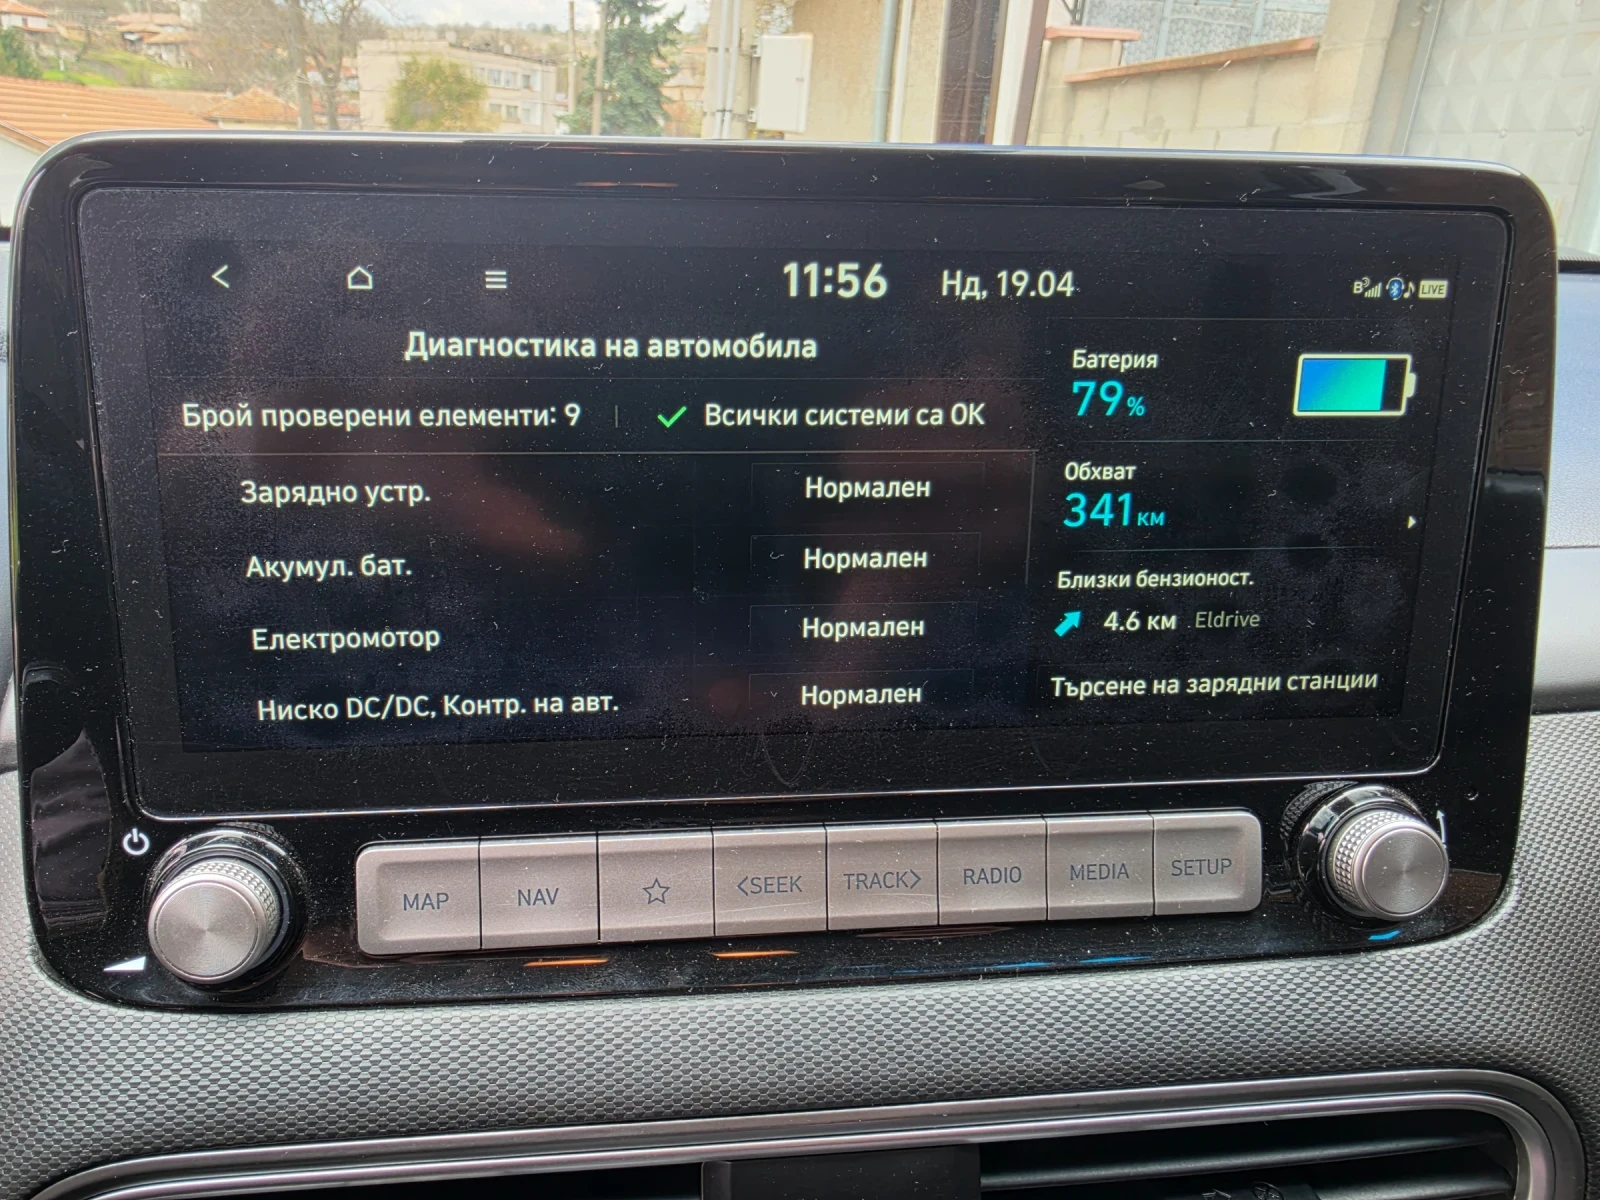 11:56 Нд, 19.04 LIVE
Диагностика на автомобила
Брой проверени елементи: 9 | Всички системи са ОК
Зарядно устр. Нормален
Акумул. бат. Нормален
Електромотор Нормален
Ниско DC/DC, Контр. на авт. Нормален
Батерия
79%
Обхват
341км
Близки бензионост.
4.6 км Eldrive
Търсене на зарядни станции
MAP NAV <SEEK TRACK> RADIO MEDIA SETUP